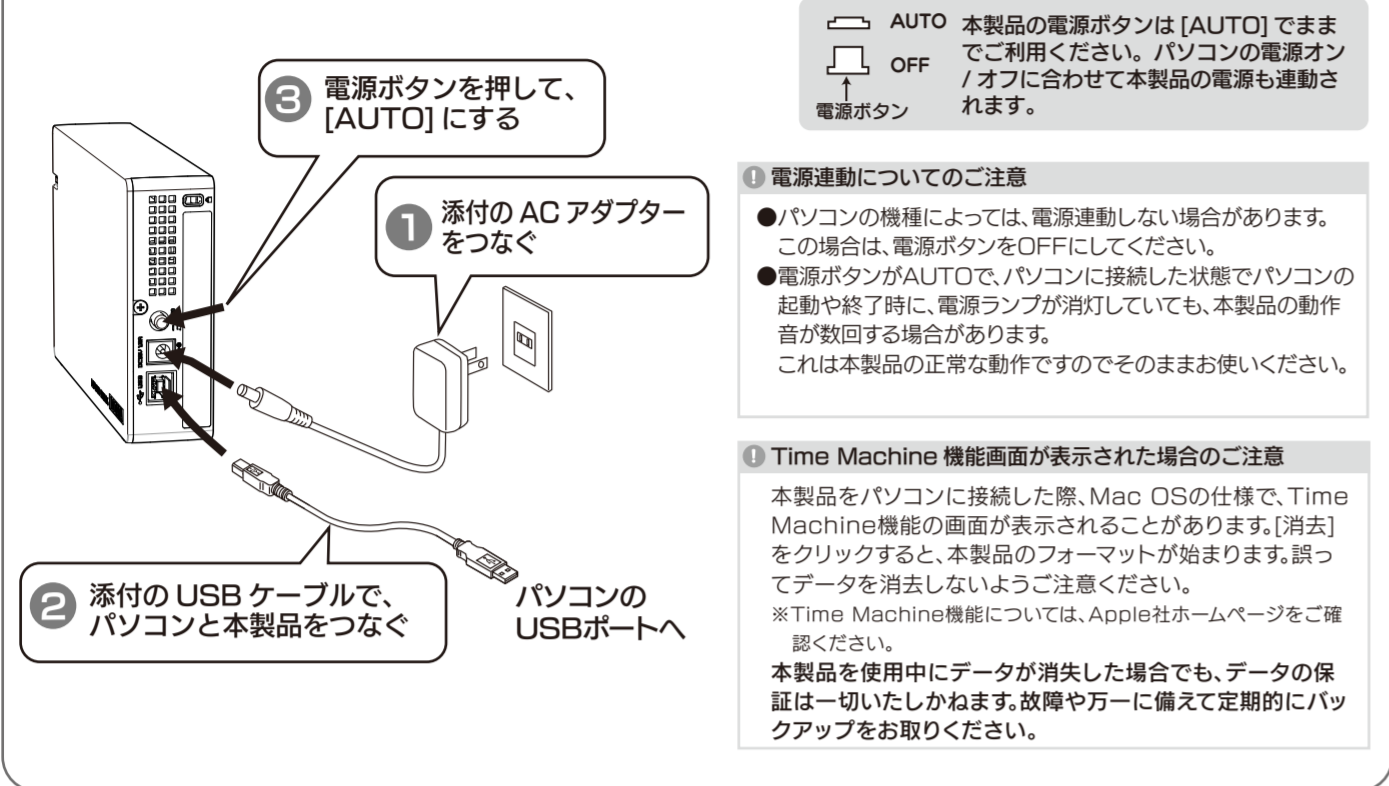 AUTO
OFF
電源ボタン
本製品の電源ボタンは [AUTO] でまま
でご利用ください。パソコンの電源オン
/ オフに合わせて本製品の電源も連動さ
れます。
❸ 電源ボタンを押して、
[AUTO] にする
❶ 添付の AC アダプター
をつなぐ
❷ 添付の USB ケーブルで、
パソコンと本製品をつなぐ
パソコンの
USBポートへ
! 電源連動についてのご注意
●パソコンの機種によっては、電源連動しない場合があります。
この場合は、電源ボタンをOFFにしてください。
●電源ボタンがAUTOで、パソコンに接続した状態でパソコンの
起動や終了時に、電源ランプが消灯していても、本製品の動作
音が数回する場合があります。
これは本製品の正常な動作ですのでそのままお使いください。
! Time Machine 機能画面が表示された場合のご注意
本製品をパソコンに接続した際、Mac OSの仕様で、Time
Machine機能の画面が表示されることがあります。[消去]
をクリックすると、本製品のフォーマットが始まります。誤っ
てデータを消去しないようご注意ください。
※Time Machine機能については、Apple社ホームページをご確
認ください。
本製品を使用中にデータが消失した場合でも、データの保
証は一切いたしかねます。故障や万一に備えて定期的にバッ
クアップをお取りください。
USB